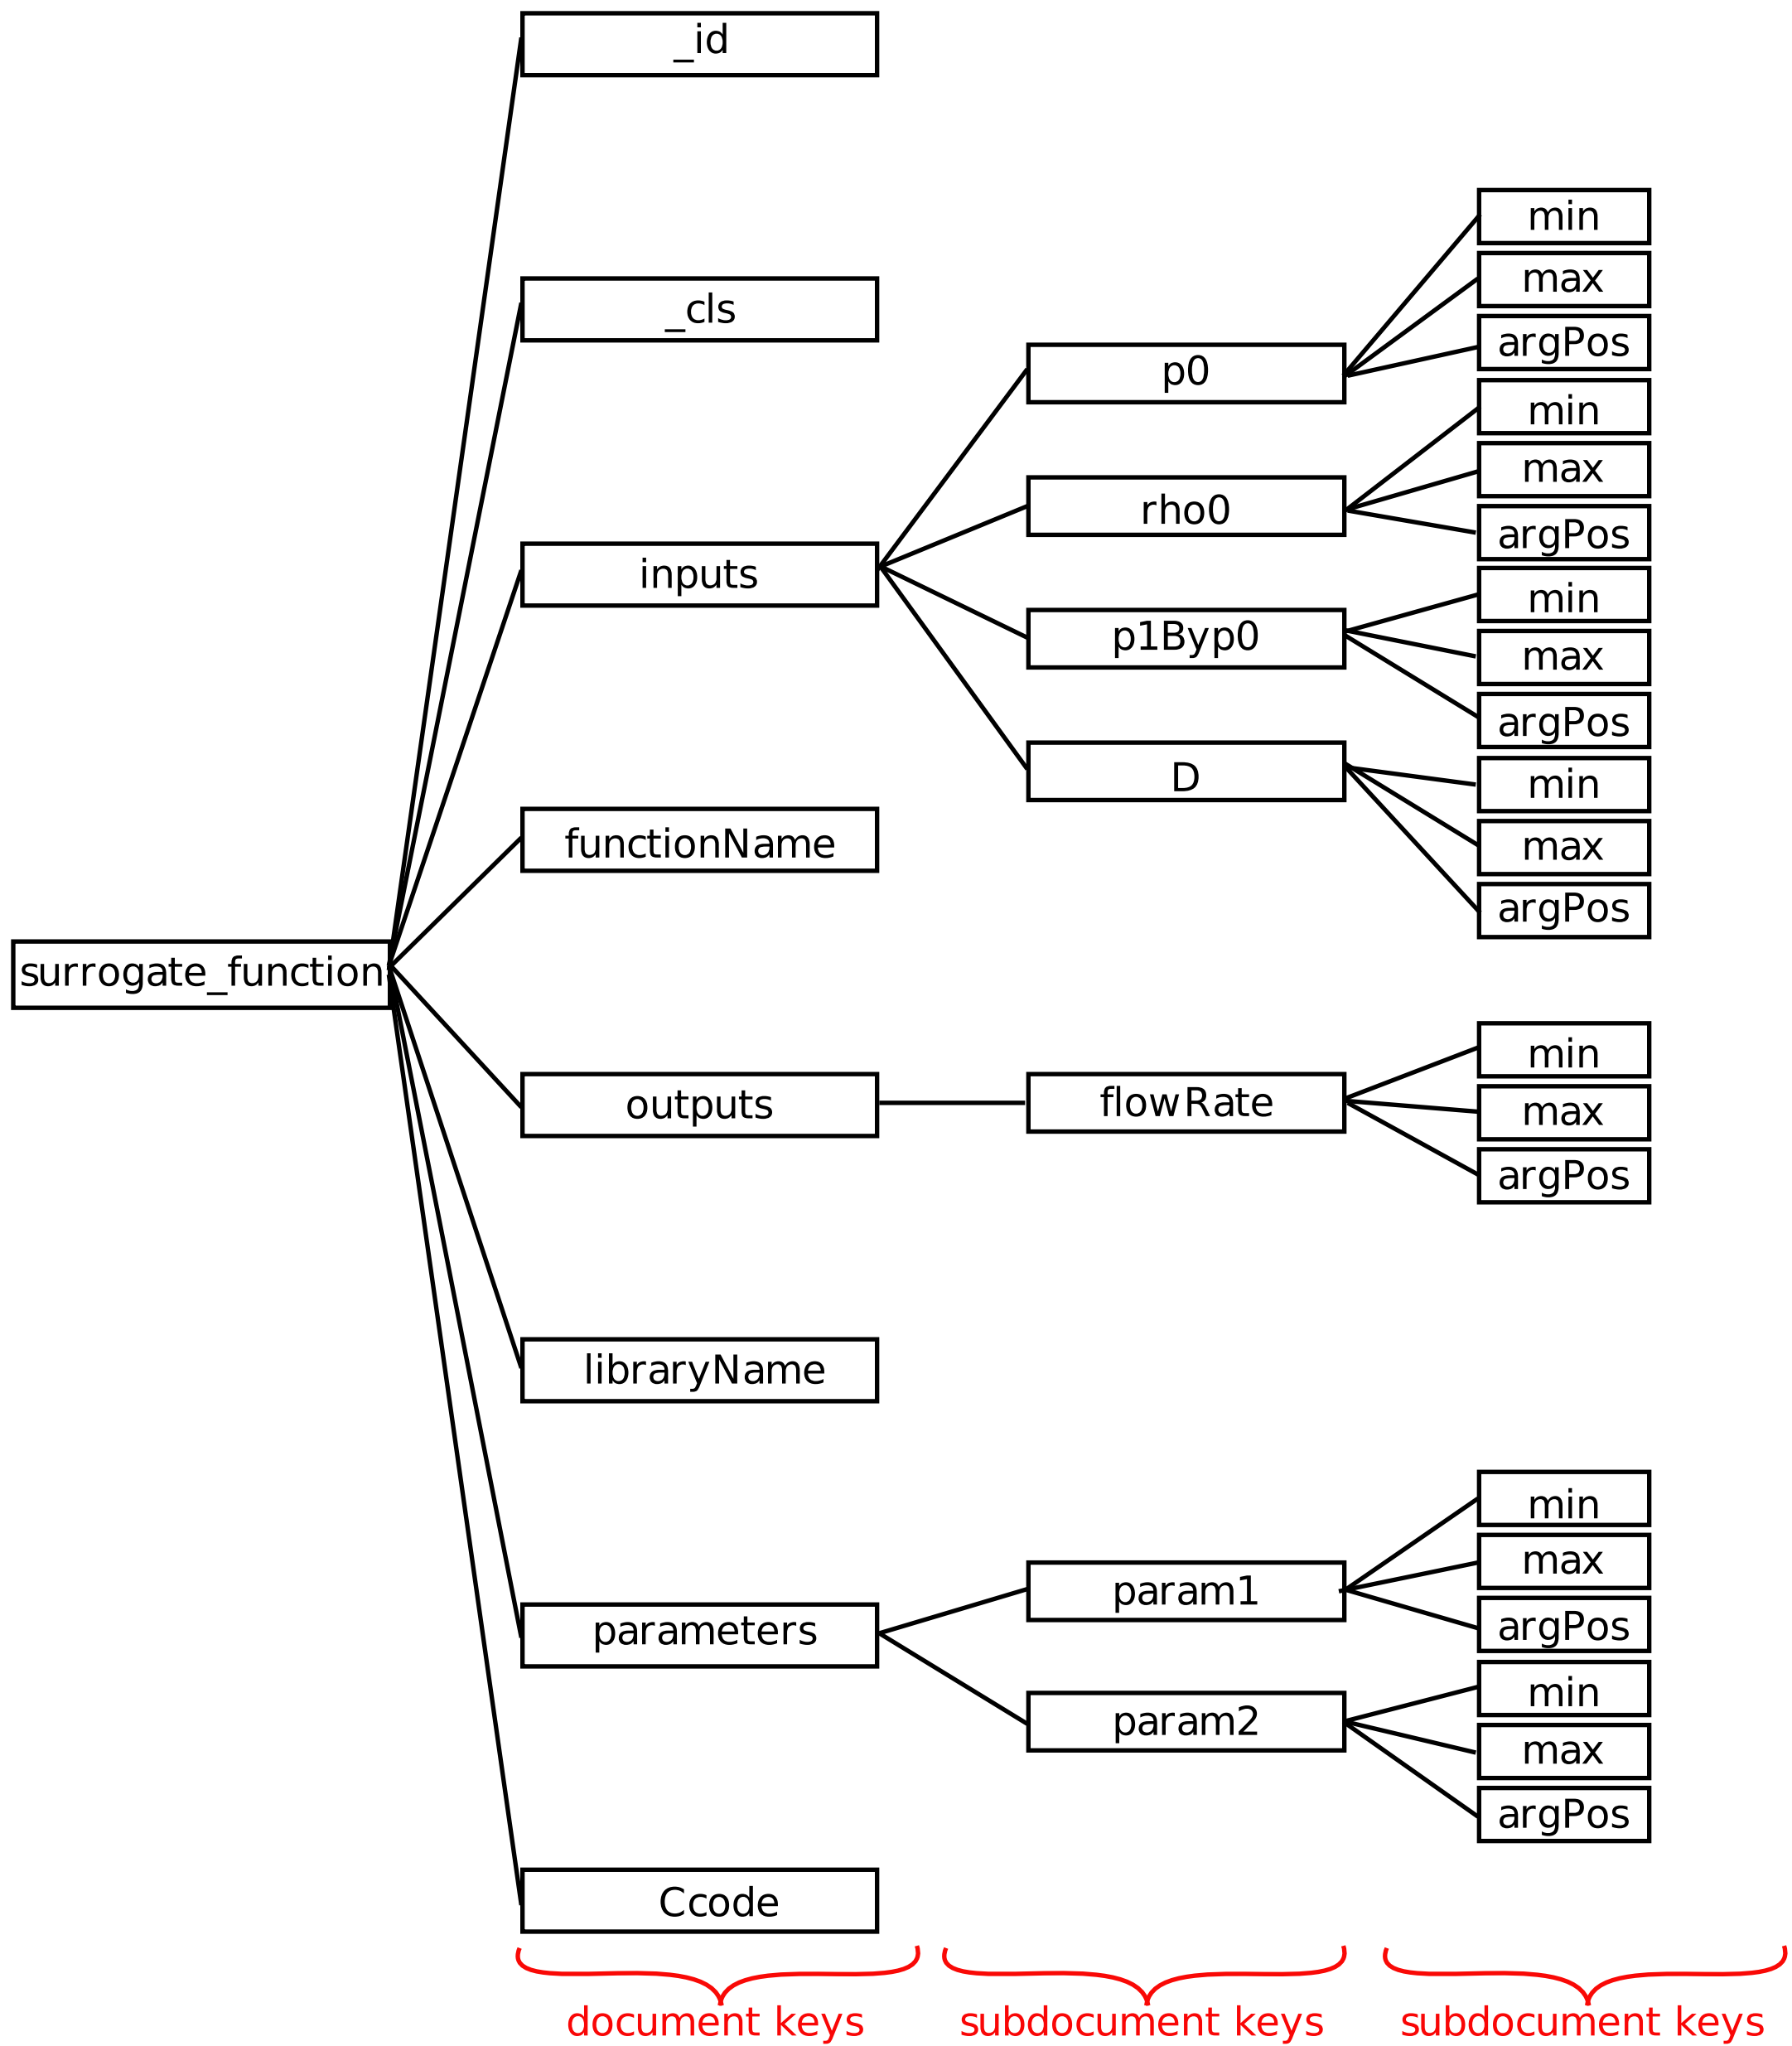 _id
min
max
_cls
argPos
p0
min
max
rho0
argPos
inputs
min
p1Byp0
max
argPos
D
min
functionName
max
argPos
surrogate_function
min
outputs
flowRate
max
argPos
libraryName
min
max
param1
argPos
parameters
min
param2
max
argPos
Ccode
document keys
subdocument keys
subdocument keys